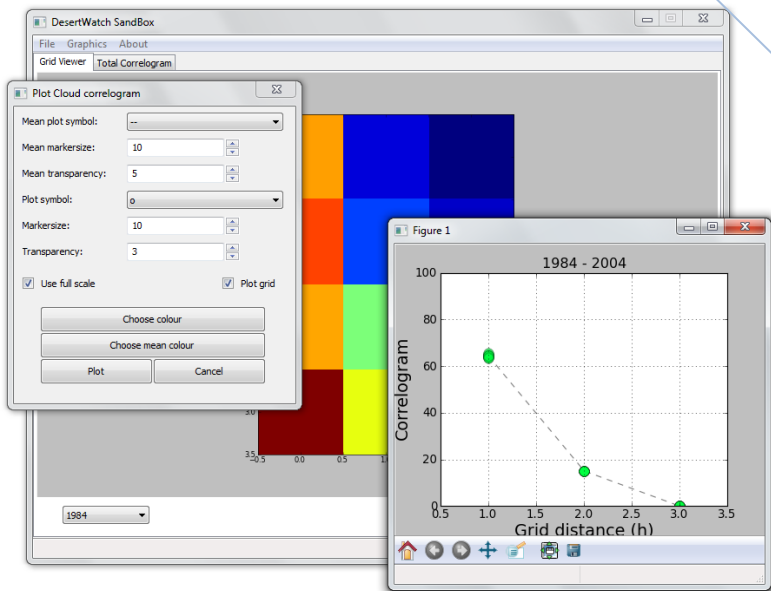 DesertWatch SandBox
File Graphics About
Grid Viewer Total Correlogram
Plot Cloud correlogram
Mean plot symbol: --
Mean markersize: 10
Mean transparency: 5
Plot symbol: o
Markersize: 10
Transparency: 3
Use full scale Plot grid
Choose colour
Choose mean colour
Plot Cancel
3.0
3.5
-0.5 0.0 0.5
1984
Figure 1
1984 - 2004
100
80
60
40
20
0
Correlogram
0.5 1.0 1.5 2.0 2.5 3.0 3.5
Grid distance (h)